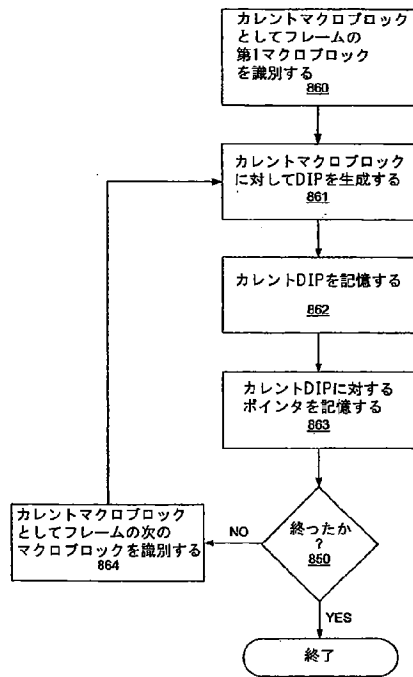 カレントマクロブロック
としてフレームの
第1マクロブロック
を識別する
860
カレントマクロブロック
に対してDIPを生成する
861
カレントDIPを記憶する
862
カレントDIPに対する
ポインタを記憶する
863
終ったか
?
850
NO
カレントマクロブロック
としてフレームの次の
マクロブロックを識別する
864
YES
終了